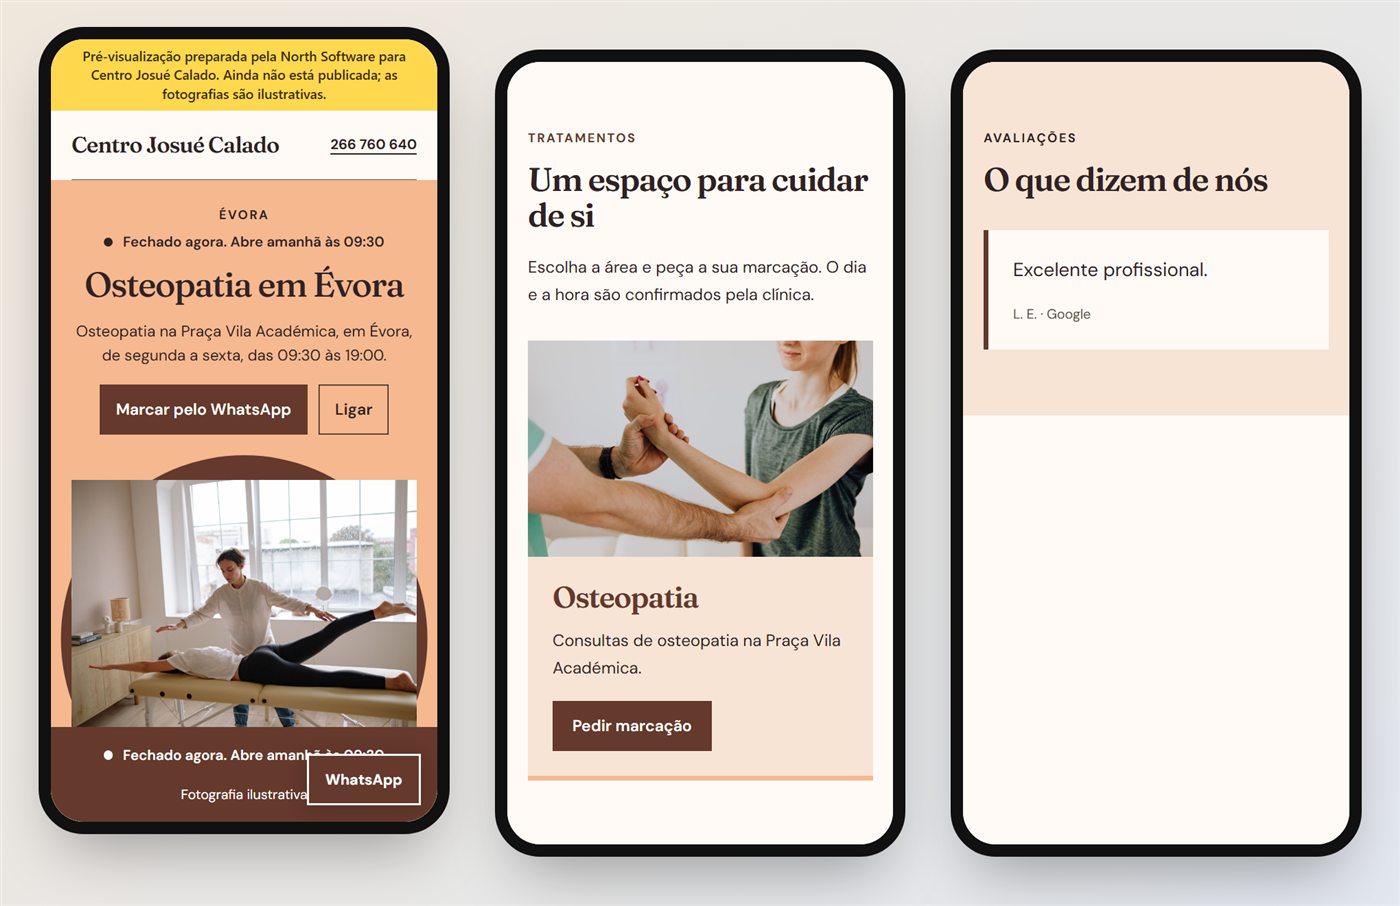 Pré-visualização preparada pela North Software para
Centro Josué Calado. Ainda não está publicada; as
fotografias são ilustrativas.
Centro Josué Calado
266 760 640
ÉVORA
Fechado agora. Abre amanhã às 09:30
Osteopatia em Évora
Osteopatia na Praça Vila Académica, em Évora,
de segunda a sexta, das 09:30 às 19:00.
Marcar pelo WhatsApp
Ligar
Fechado agora. Abre amanhã às 09:30
WhatsApp
Fotografia ilustrativa
TRATAMENTOS
Um espaço para cuidar
de si
Escolha a área e peça a sua marcação. O dia
e a hora são confirmados pela clínica.
Osteopatia
Consultas de osteopatia na Praça Vila
Académica.
Pedir marcação
AVALIAÇÕES
O que dizem de nós
Excelente profissional.
L. E. · Google